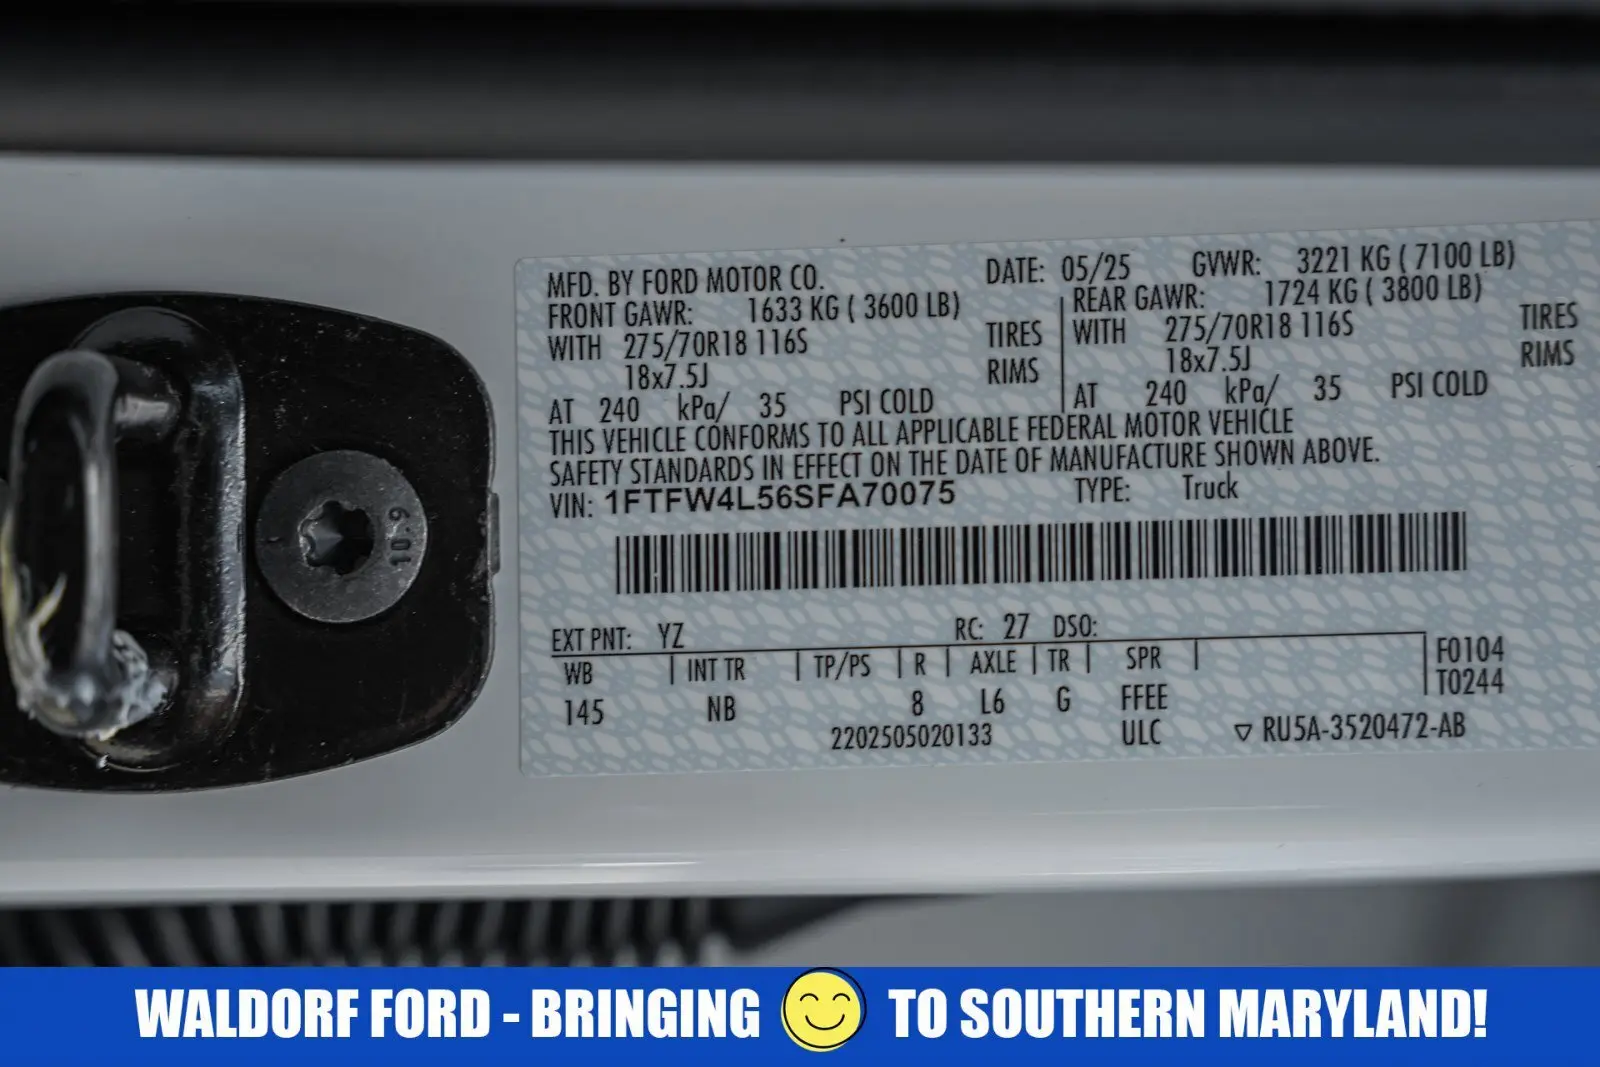 MFD. BY FORD MOTOR CO.
DATE: 05/25 GVWR: 3221 KG ( 7100 LB)
FRONT GAWR: 1633 KG ( 3600 LB)
WITH 275/70R18 116S TIRES
18x7.5J RIMS
AT 240 kPa/ 35 PSI COLD
REAR GAWR: 1724 KG ( 3800 LB)
WITH 275/70R18 116S TIRES
18x7.5J RIMS
AT 240 kPa/ 35 PSI COLD
THIS VEHICLE CONFORMS TO ALL APPLICABLE FEDERAL MOTOR VEHICLE
SAFETY STANDARDS IN EFFECT ON THE DATE OF MANUFACTURE SHOWN ABOVE.
VIN: 1FTFW4L56SFA70075 TYPE: Truck
EXT PNT: YZ RC: 27 DSO:
WB INT TR TP/PS R AXLE TR SPR
145 NB 8 L6 G FFEE
F0104
T0244
2202505020133 ULC ▽ RU5A-3520472-AB
10.9
WALDORF FORD - BRINGING 😊 TO SOUTHERN MARYLAND!